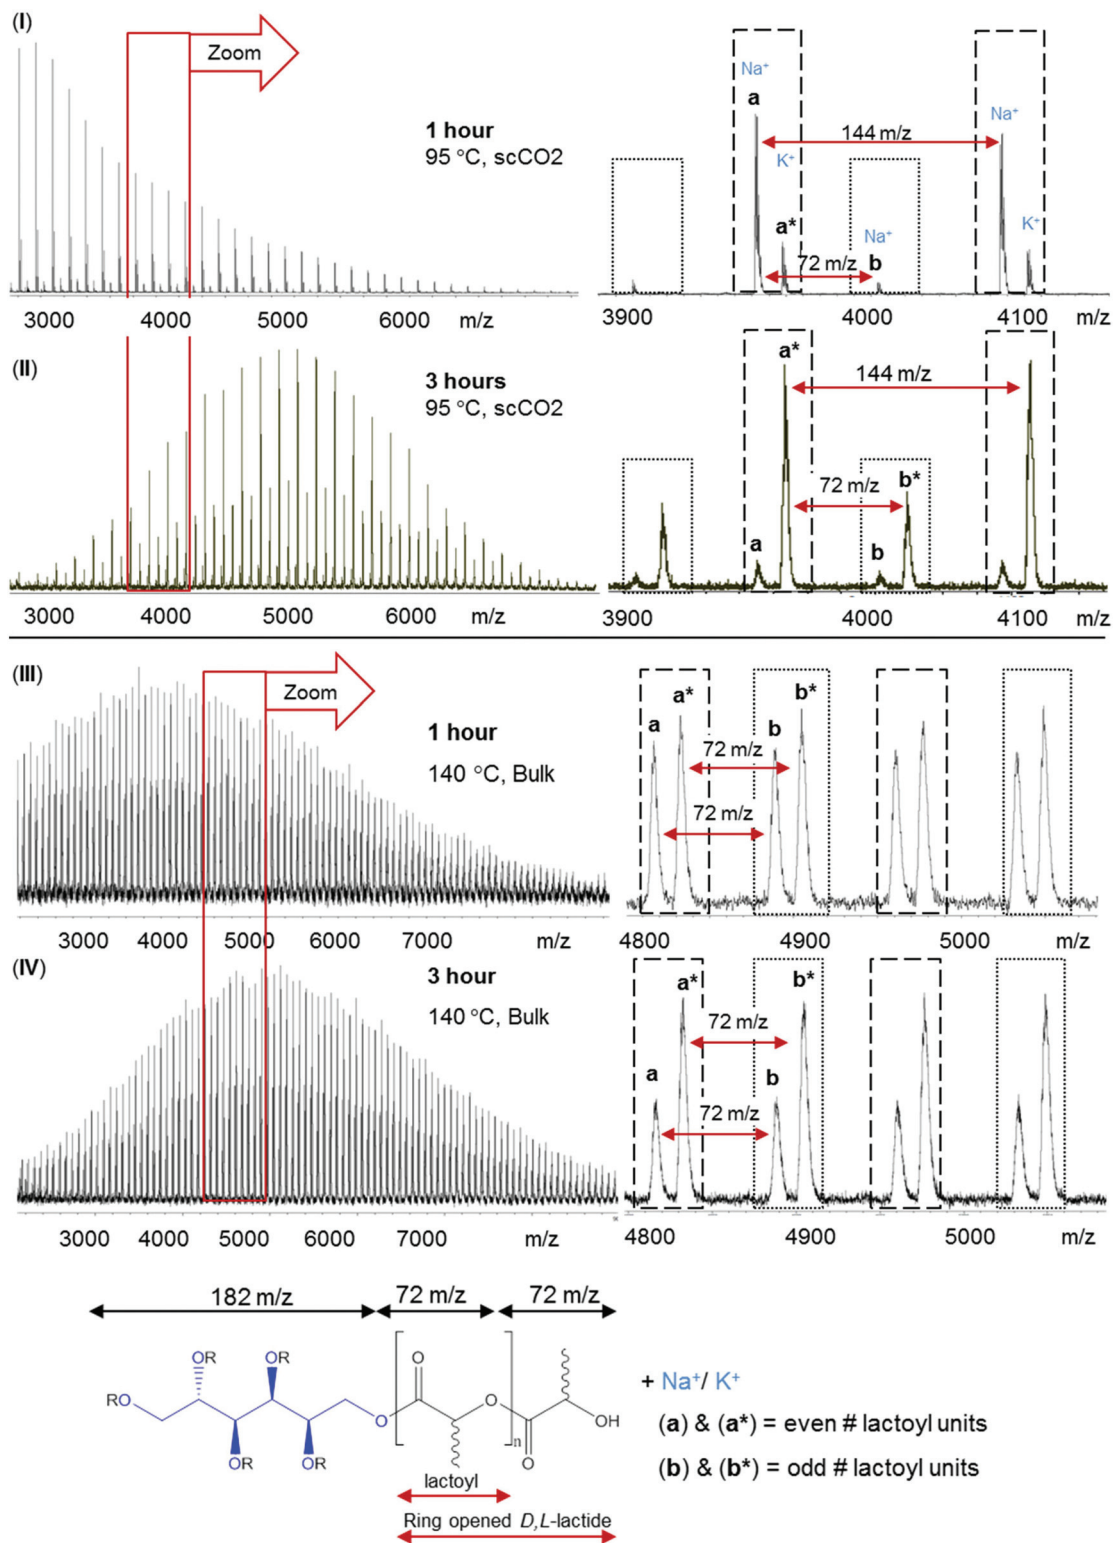 (I)
Zoom
1 hour
95 °C, scCO2
3000 4000 5000 6000 m/z
Na⁺
a
144 m/z
Na⁺
K⁺
a*
Na⁺
K⁺
72 m/z
b
3900 4000 4100 m/z
(II)
3 hours
95 °C, scCO2
3000 4000 5000 6000 m/z
a*
144 m/z
72 m/z
b*
a
b
3900 4000 4100 m/z
(III)
Zoom
1 hour
140 °C, Bulk
3000 4000 5000 6000 7000 m/z
a a* b b*
72 m/z
72 m/z
4800 4900 5000 m/z
(IV)
3 hour
140 °C, Bulk
3000 4000 5000 6000 7000 m/z
a* b*
72 m/z
a b
72 m/z
4800 4900 5000 m/z
182 m/z 72 m/z 72 m/z
OR OR O
RO O O OH
n
OR OR O
lactoyl
Ring opened D,L-lactide
+ Na⁺/ K⁺
(a) & (a*) = even # lactoyl units
(b) & (b*) = odd # lactoyl units